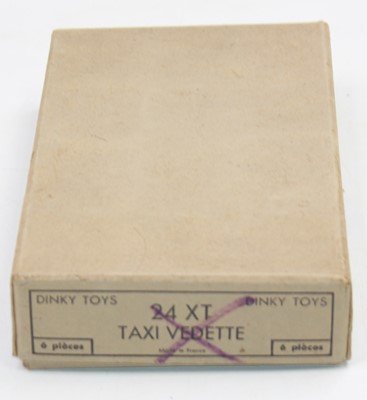 DINKY TOYS 24 XT DINKY TOYS
TAXI VEDETTE
6 pièces Made in France 6 pièces